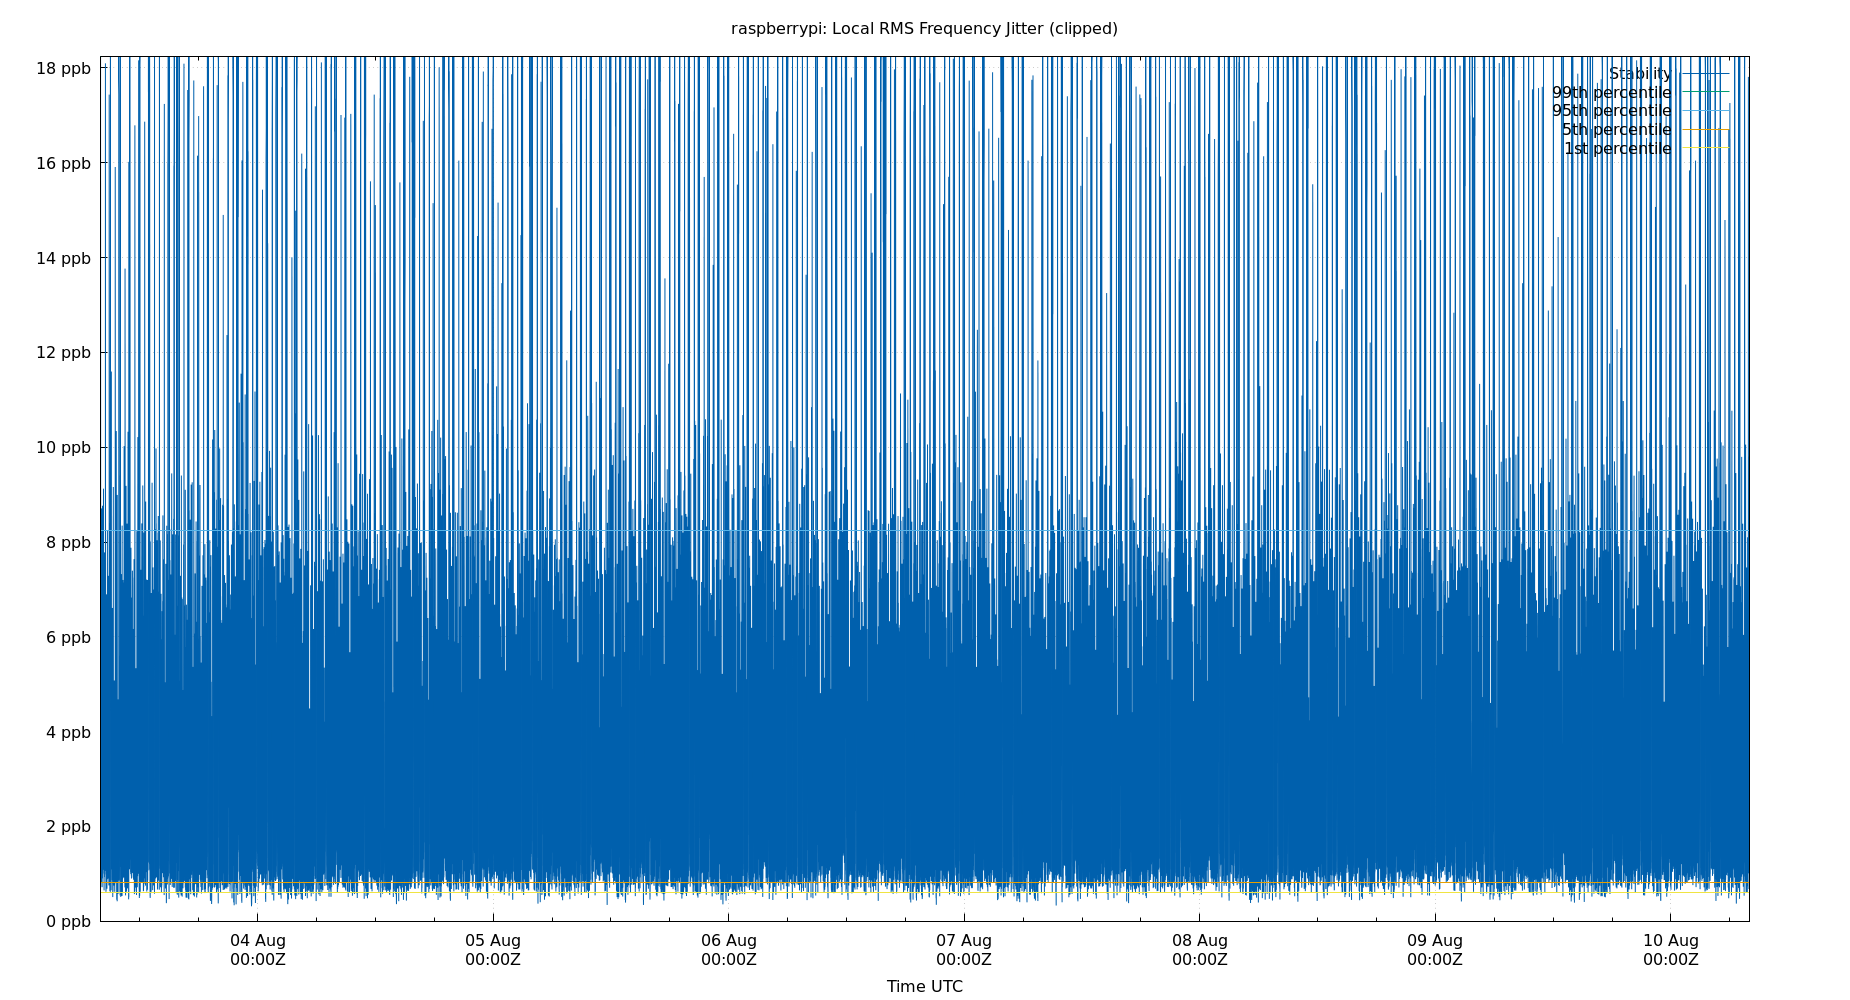 raspberrypi: Local RMS Frequency Jitter (clipped)
18 ppb
16 ppb
14 ppb
12 ppb
10 ppb
8 ppb
6 ppb
4 ppb
2 ppb
0 ppb
Stability
99th percentile
95th percentile
5th percentile
1st percentile
04 Aug
00:00Z
05 Aug
00:00Z
06 Aug
00:00Z
07 Aug
00:00Z
08 Aug
00:00Z
09 Aug
00:00Z
10 Aug
00:00Z
Time UTC